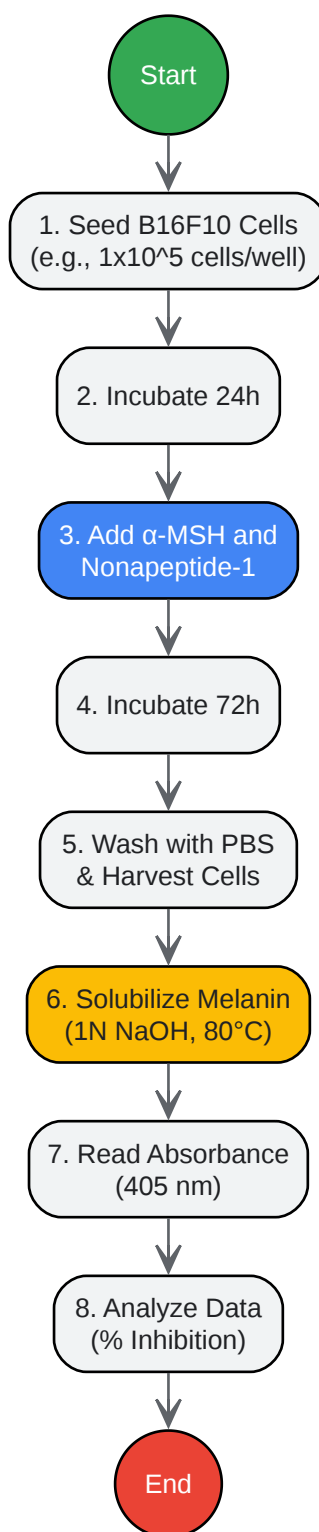 Start
1. Seed B16F10 Cells
(e.g., 1x10^5 cells/well)
2. Incubate 24h
3. Add α-MSH and
Nonapeptide-1
4. Incubate 72h
5. Wash with PBS
& Harvest Cells
6. Solubilize Melanin
(1N NaOH, 80°C)
7. Read Absorbance
(405 nm)
8. Analyze Data
(% Inhibition)
End